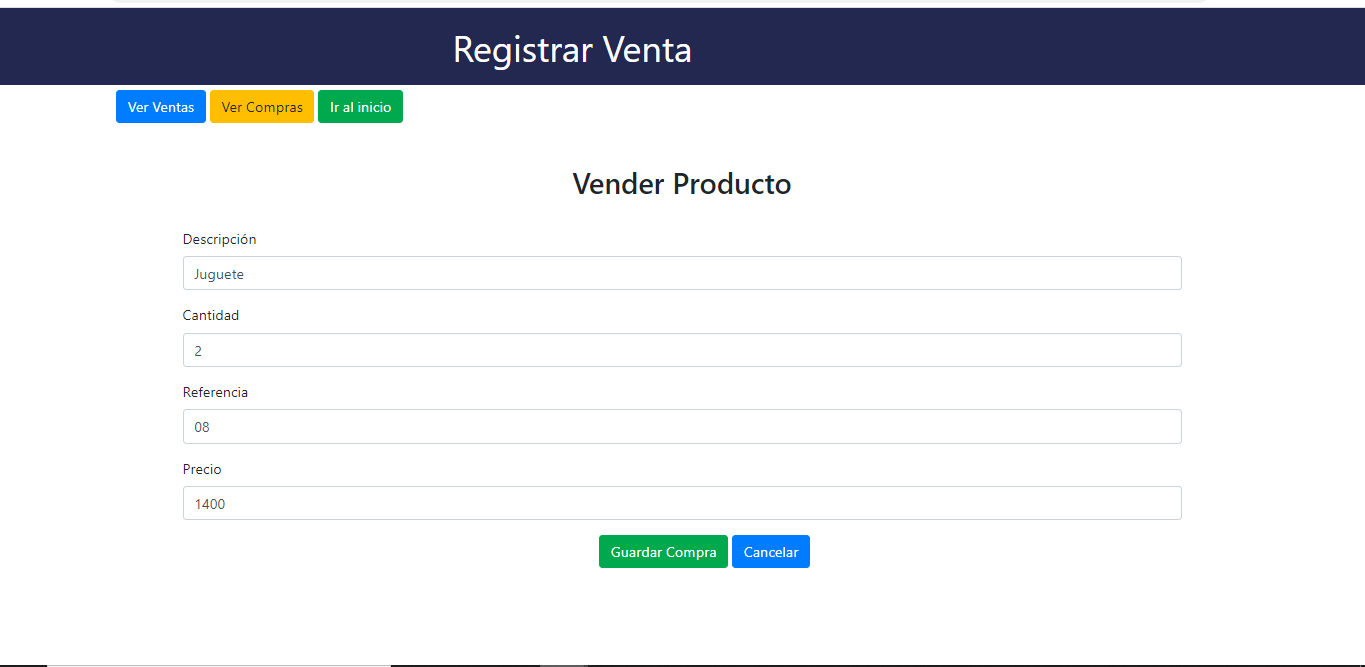 Registrar Venta
Ver Ventas Ver Compras Ir al inicio
Vender Producto
Descripción
Juguete
Cantidad
2
Referencia
08
Precio
1400
Guardar Compra Cancelar